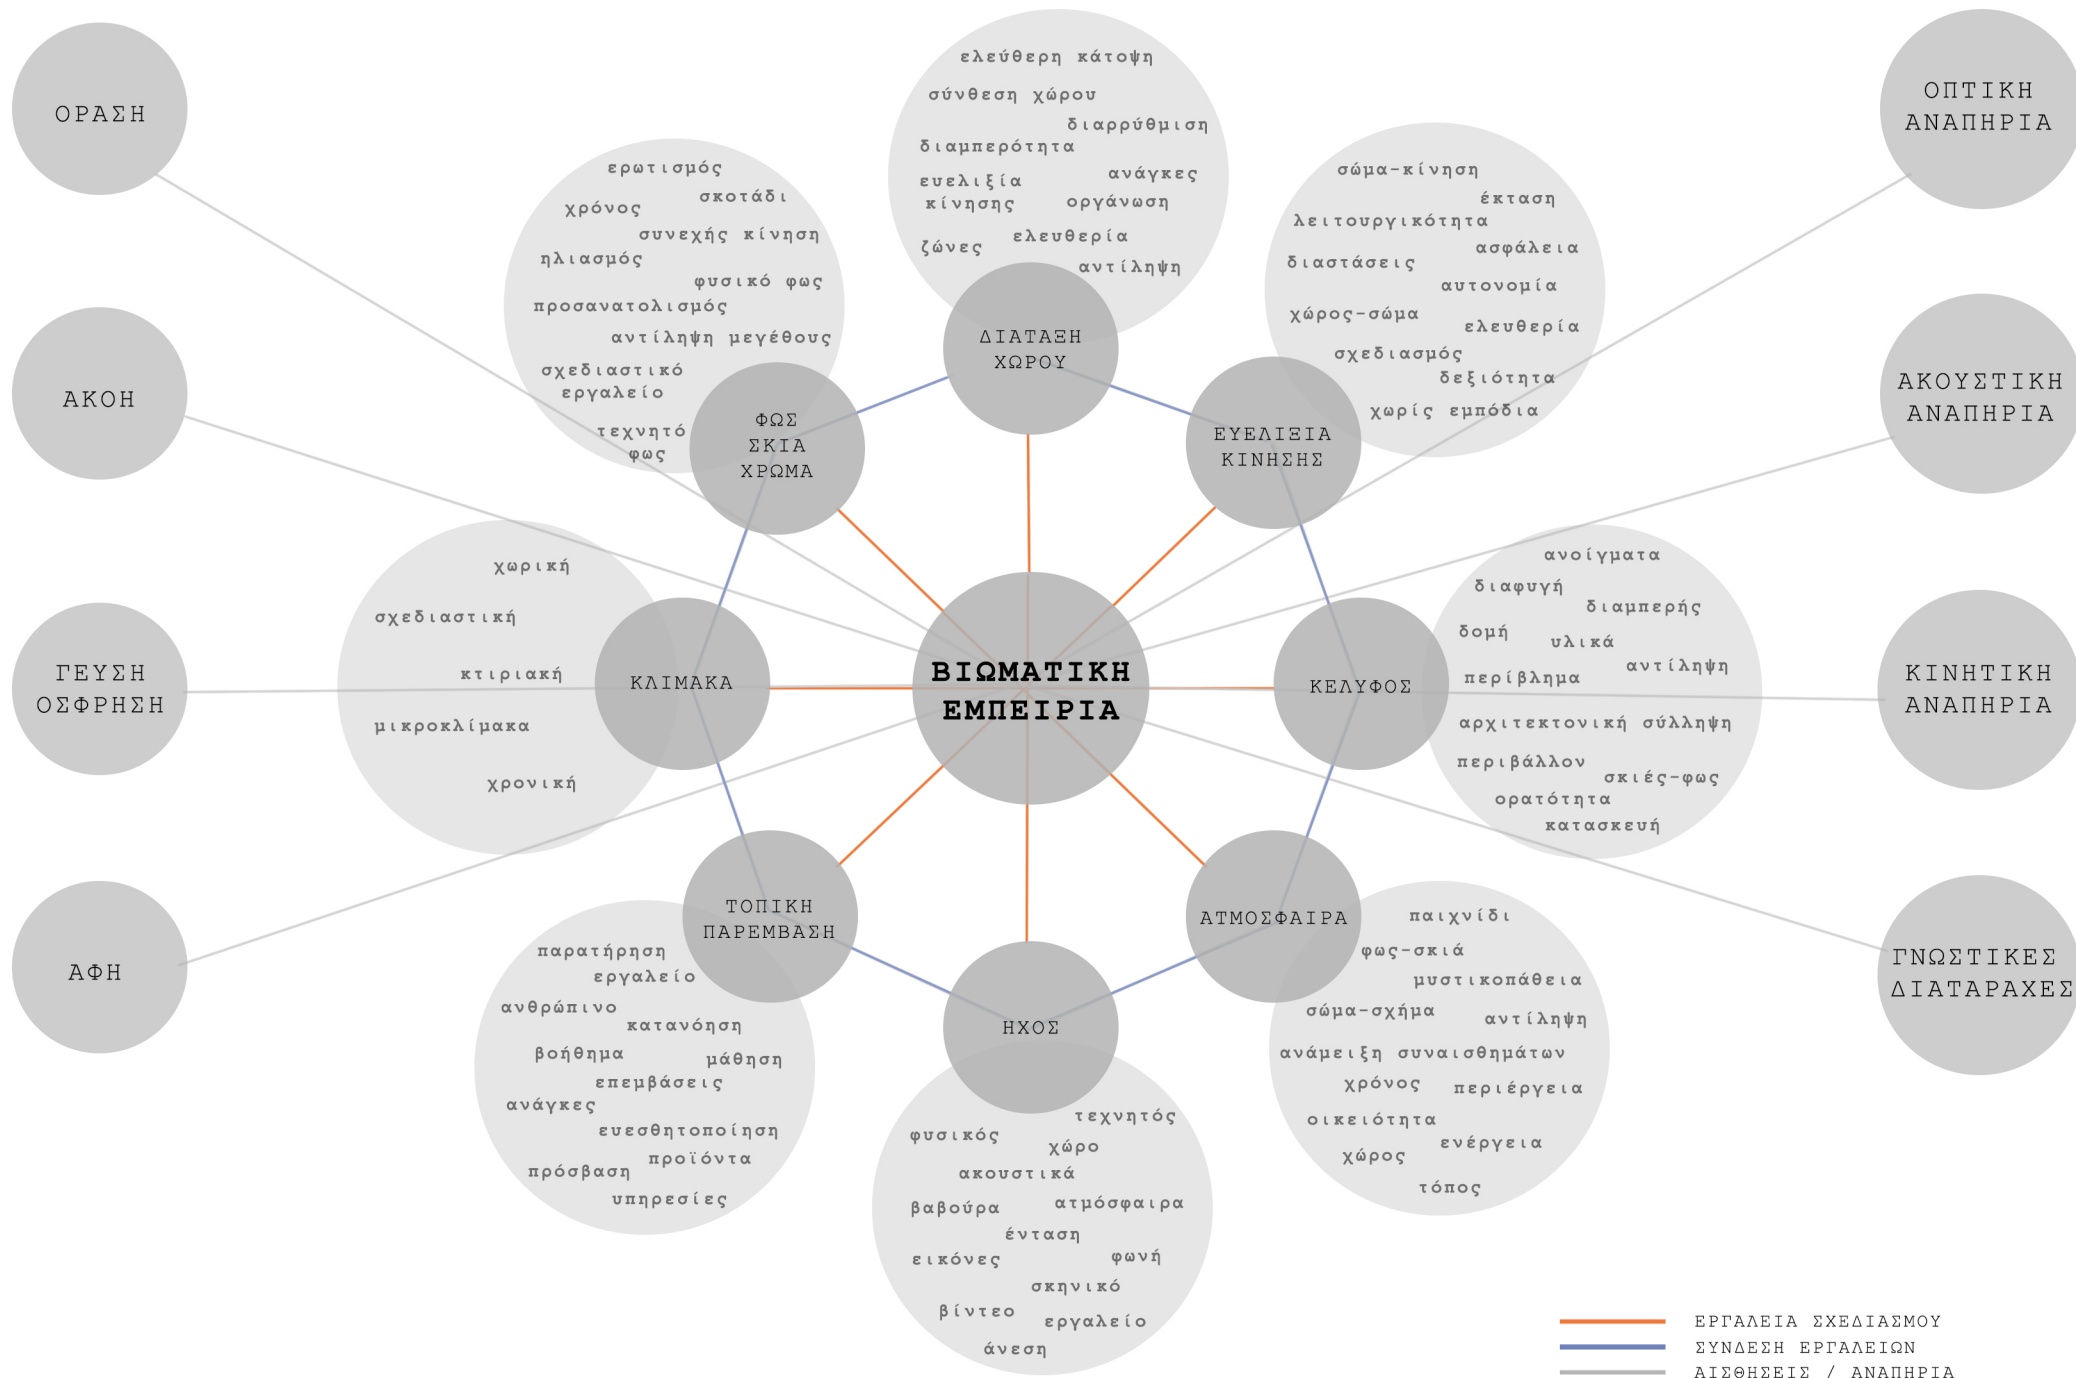 ΟΡΑΣΗ
ΑΚΟΗ
ΓΕΥΣΗ
ΟΣΦΡΗΣΗ
ΑΦΗ
ερωτισμός
σκοτάδι
χρόνος
συνεχής κίνηση
ηλιασμός
φυσικό φως
προσανατολισμός
αντίληψη μεγέθους
σχεδιαστικό
εργαλείο
τεχνητό
φως
ΦΩΣ
ΣΚΙΑ
ΧΡΩΜΑ
ελεύθερη κάτοψη
σύνθεση χώρου
διαρρύθμιση
διαμπερότητα
ανάγκες
ευελιξία
κίνησης
οργάνωση
ελευθερία
ζώνες
αντίληψη
ΔΙΑΤΑΞΗ
ΧΩΡΟΥ
σώμα-κίνηση
έκταση
λειτουργικότητα
ασφάλεια
διαστάσεις
αυτονομία
χώρος-σώμα
ελευθερία
σχεδιασμός
δεξιότητα
χωρίς εμπόδια
ΕΥΕΛΙΞΙΑ
ΚΙΝΗΣΗΣ
χωρική
σχεδιαστική
κτιριακή
μικροκλίμακα
χρονική
ΚΛΙΜΑΚΑ
ΒΙΩΜΑΤΙΚΗ
ΕΜΠΕΙΡΙΑ
ΚΕΛΥΦΟΣ
ανοίγματα
διαφυγή
διαμπερής
δομή
υλικά
αντίληψη
περίβλημα
αρχιτεκτονική σύλληψη
περιβάλλον
σκιές-φως
ορατότητα
κατασκευή
ΤΟΠΙΚΗ
ΠΑΡΕΜΒΑΣΗ
παρατήρηση
εργαλείο
ανθρώπινο
κατανόηση
βοήθημα
μάθηση
επεμβάσεις
ανάγκες
ευεσθητοποίηση
προϊόντα
πρόσβαση
υπηρεσίες
ΗΧΟΣ
τεχνητός
φυσικός
χώρο
ακουστικά
βαβούρα
ατμόσφαιρα
ένταση
εικόνες
φωνή
σκηνικό
βίντεο
εργαλείο
άνεση
ΑΤΜΟΣΦΑΙΡΑ
παιχνίδι
φως-σκιά
μυστικοπάθεια
σώμα-σχήμα
αντίληψη
ανάμειξη συναισθημάτων
χρόνος
περιέργεια
οικειότητα
ενέργεια
χώρος
τόπος
ΟΠΤΙΚΗ
ΑΝΑΠΗΡΙΑ
ΑΚΟΥΣΤΙΚΗ
ΑΝΑΠΗΡΙΑ
ΚΙΝΗΤΙΚΗ
ΑΝΑΠΗΡΙΑ
ΓΝΩΣΤΙΚΕΣ
ΔΙΑΤΑΡΑΧΕΣ
ΕΡΓΑΛΕΙΑ ΣΧΕΔΙΑΣΜΟΥ
ΣΥΝΔΕΣΗ ΕΡΓΑΛΕΙΩΝ
ΑΙΣΘΗΣΕΙΣ / ΑΝΑΠΗΡΙΑ